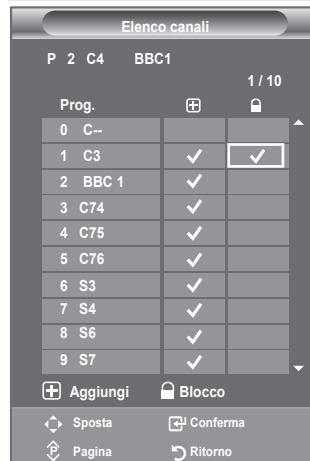 Elenco canali
P 2 C4 BBC1
1 / 10
Prog.
0 C--
1 C3
2 BBC 1
3 C74
4 C75
5 C76
6 S3
7 S4
8 S6
9 S7
Aggiungi Blocco
Sposta Conferma
P Pagina Ritorno